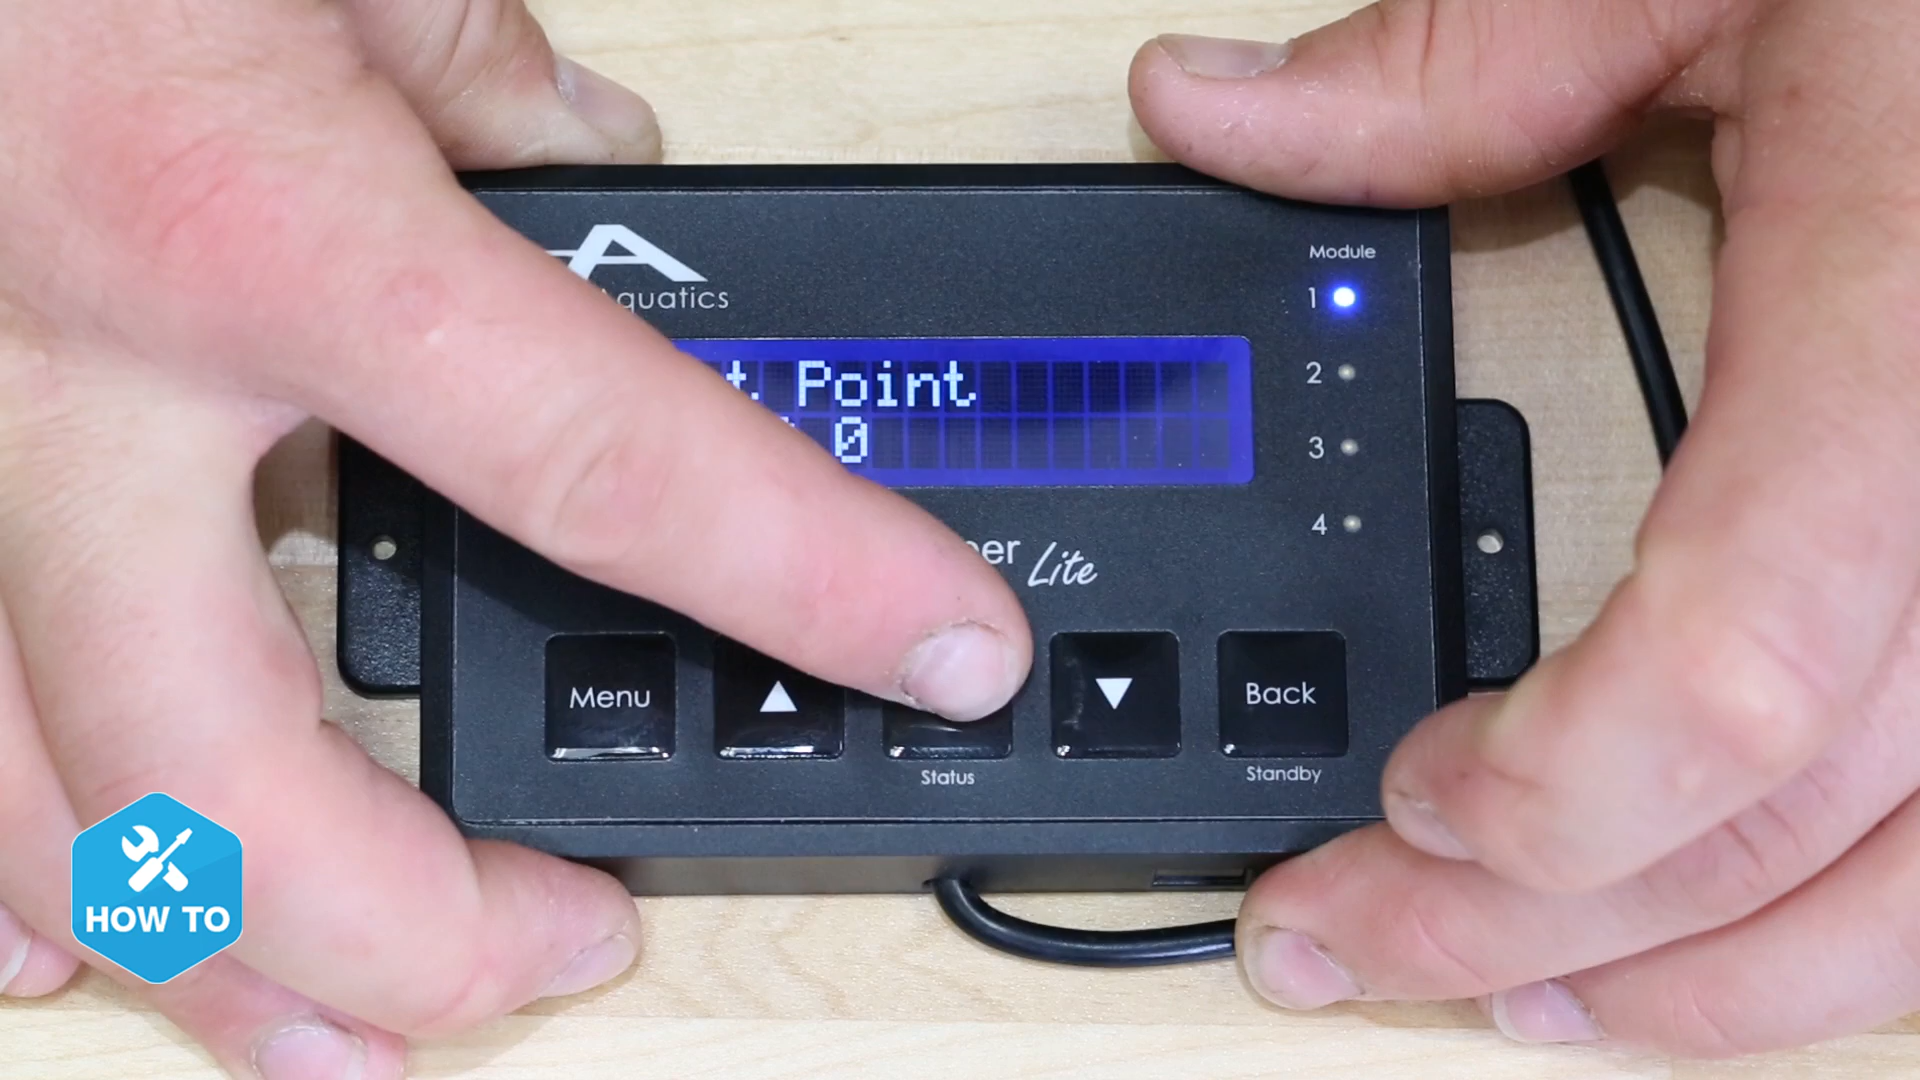 Aquatics
Module
1
2
3
4
Point
0
Lite
Menu
Back
Status
Standby
HOW TO